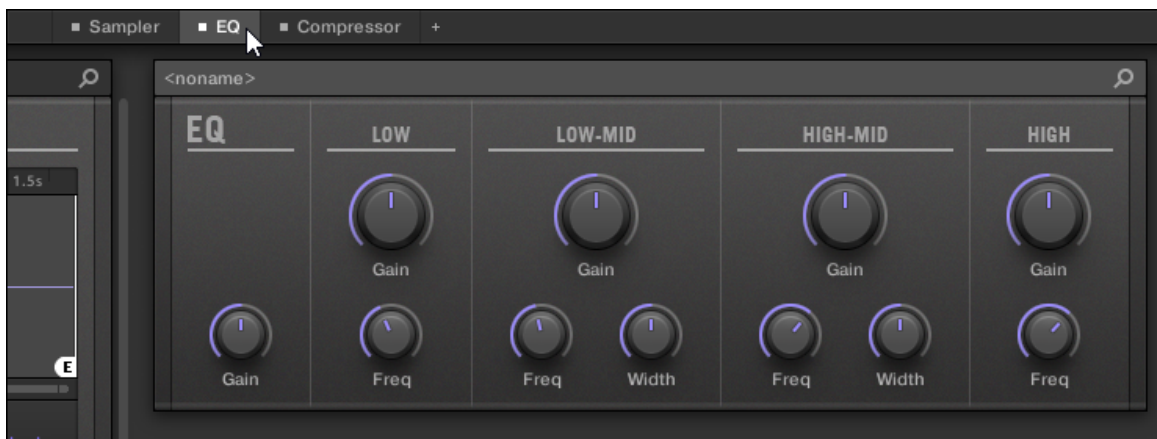 Sampler EQ Compressor +
<noname>
EQ LOW LOW-MID HIGH-MID HIGH
1.5s
Gain Gain Gain Gain
E
Gain Freq Freq Width Freq Width Freq